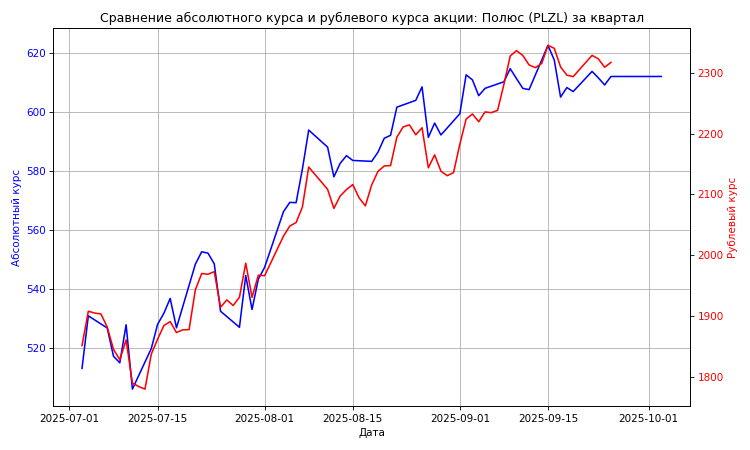 Сравнение абсолютного курса и рублевого курса акции: Полюс (PLZL) за квартал
Абсолютный курс
620
600
580
560
540
520
2300
2200
2100
2000
1900
1800
Рублевый курс
2025-07-01 2025-07-15 2025-08-01 2025-08-15 2025-09-01 2025-09-15 2025-10-01
Дата